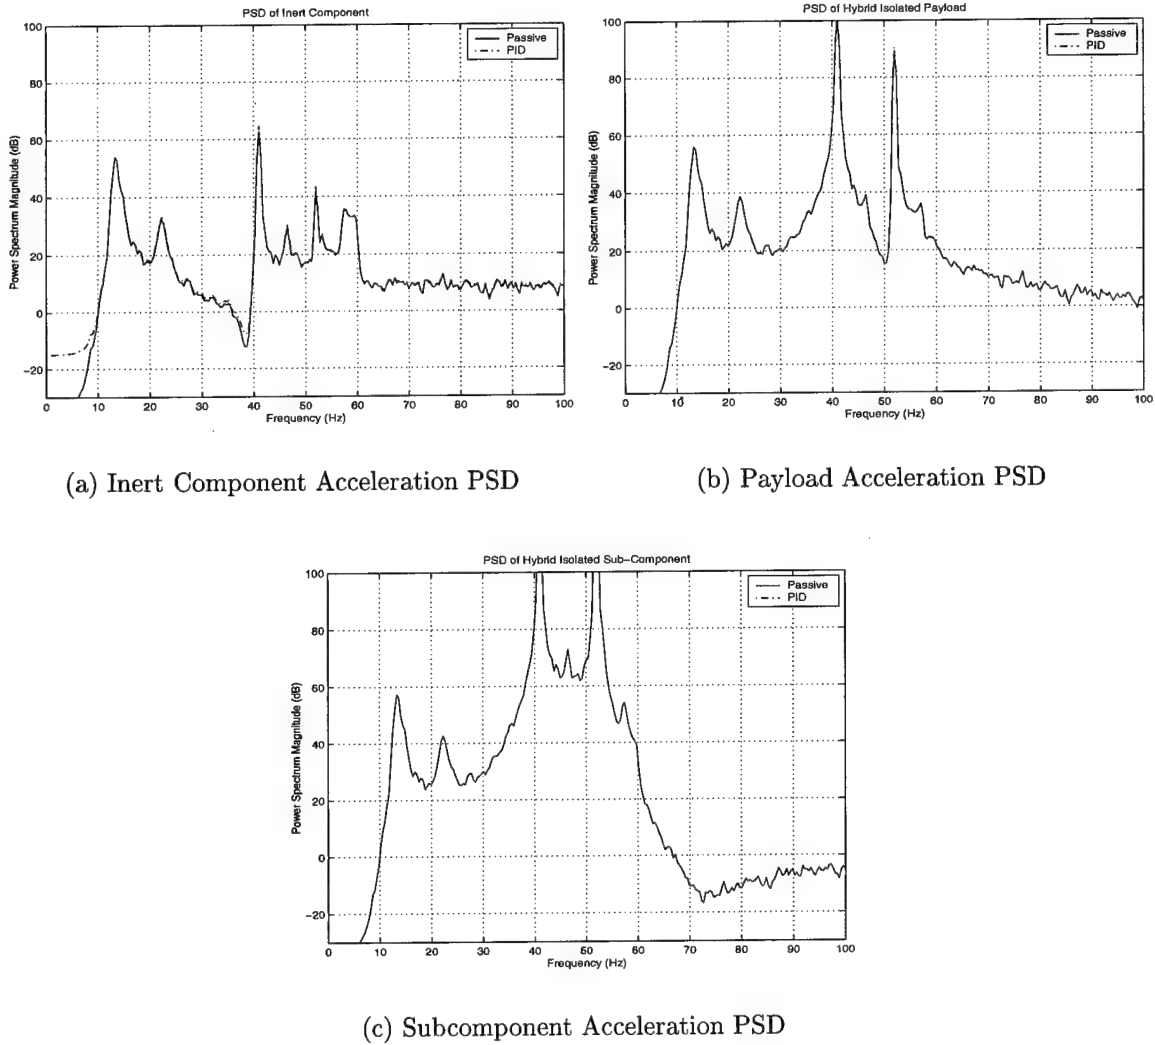 PSD of Inert Component
Passive
PID
Power Spectrum Magnitude (dB)
100
80
60
40
20
0
−20
0 10 20 30 40 50 60 70 80 90 100
Frequency (Hz)
(a) Inert Component Acceleration PSD
PSD of Hybrid Isolated Payload
Passive
PID
Power Spectrum Magnitude (dB)
100
80
60
40
20
0
−20
0 10 20 30 40 50 60 70 80 90 100
Frequency (Hz)
(b) Payload Acceleration PSD
PSD of Hybrid Isolated Sub−Component
Passive
PID
Power Spectrum Magnitude (dB)
100
80
60
40
20
0
−20
0 10 20 30 40 50 60 70 80 90 100
Frequency (Hz)
(c) Subcomponent Acceleration PSD